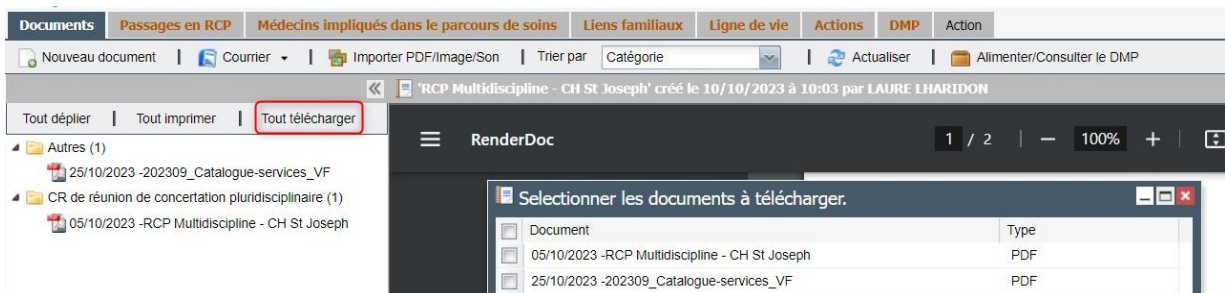 Documents Passages en RCP Médecins impliqués dans le parcours de soins Liens familiaux Ligne de vie Actions DMP Action
Nouveau document | Courrier | Importer PDF/Image/Son | Trier par Catégorie | Actualiser | Alimenter/Consulter le DMP
'RCP Multidiscipline - CH St Joseph' créé le 10/10/2023 à 10:03 par LAURE LHARIDON
Tout déplier | Tout imprimer | Tout télécharger
RenderDoc 1 / 2 | — 100% +
Autres (1)
25/10/2023 -202309_Catalogue-services_VF
CR de réunion de concertation pluridisciplinaire (1)
05/10/2023 -RCP Multidiscipline - CH St Joseph
Selectionner les documents à télécharger.
Document Type
05/10/2023 -RCP Multidiscipline - CH St Joseph PDF
25/10/2023 -202309_Catalogue-services_VF PDF